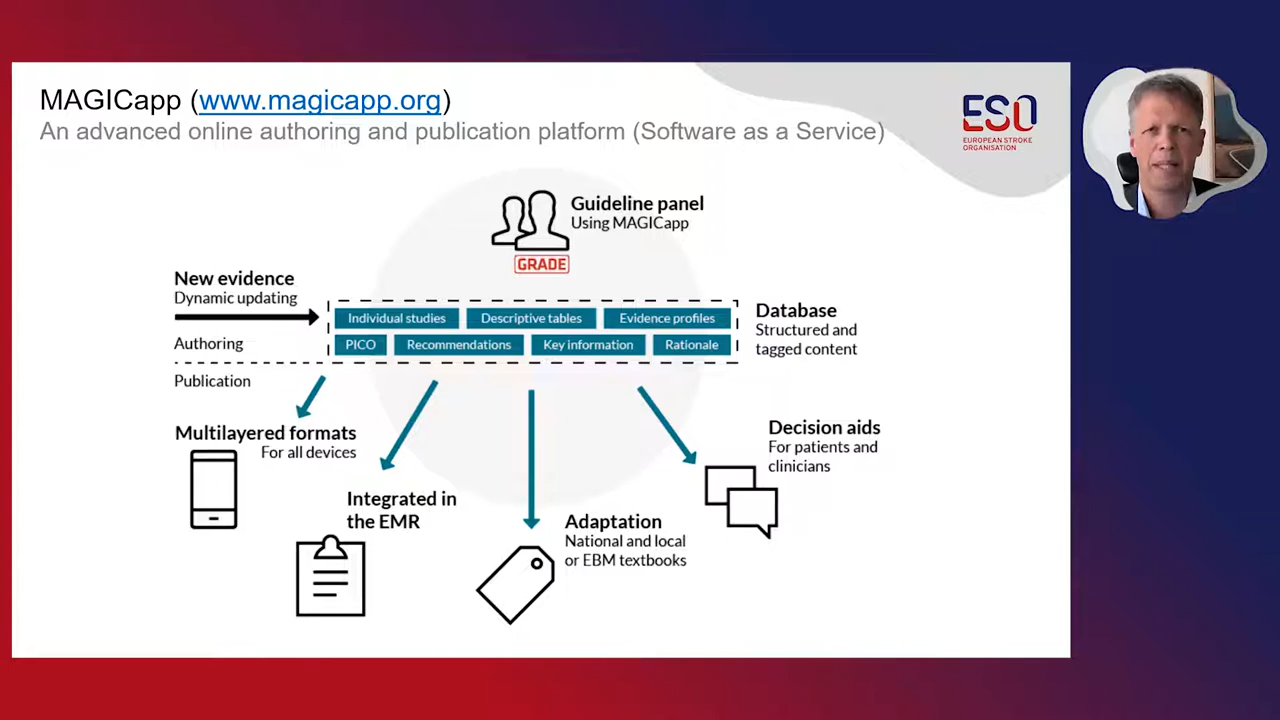 MAGICapp (www.magicapp.org)
An advanced online authoring and publication platform (Software as a Service)
ESO
EUROPEAN STROKE
ORGANISATION
Guideline panel
Using MAGICapp
GRADE
New evidence
Dynamic updating
Authoring
Publication
Individual studies
Descriptive tables
Evidence profiles
PICO
Recommendations
Key information
Rationale
Database
Structured and
tagged content
Multilayered formats
For all devices
Integrated in
the EMR
Adaptation
National and local
or EBM textbooks
Decision aids
For patients and
clinicians